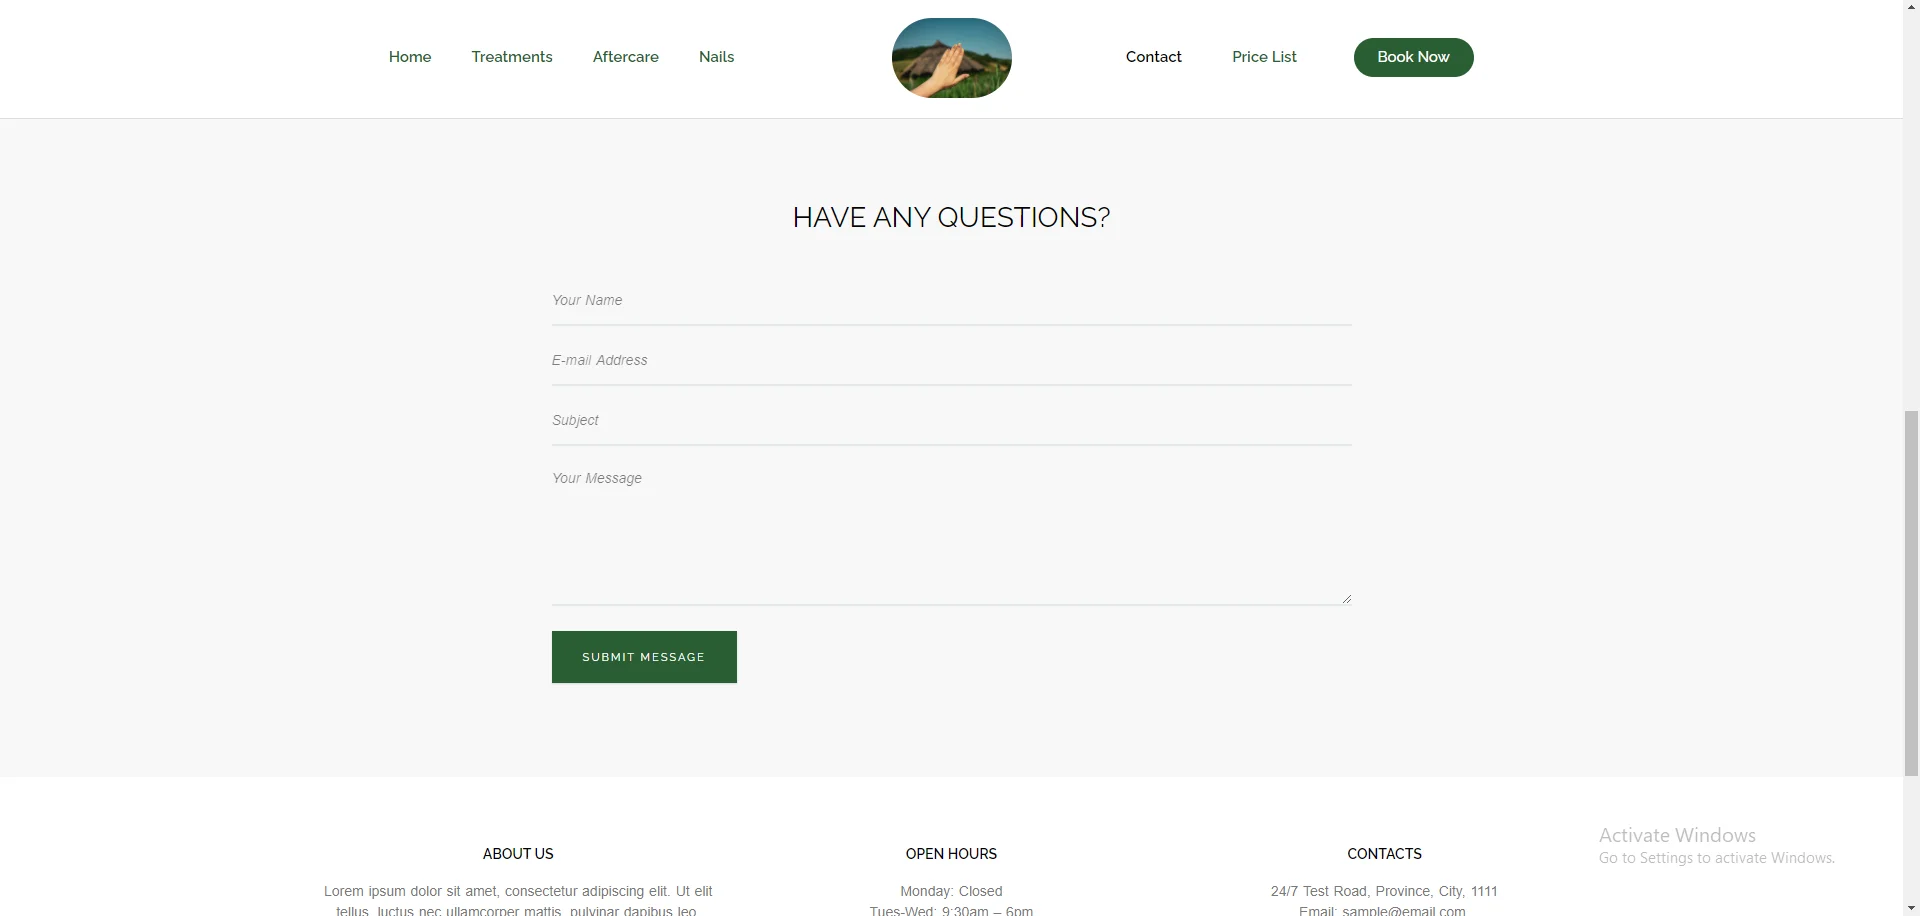 Home Treatments Aftercare Nails Contact Price List Book Now
HAVE ANY QUESTIONS?
Your Name
E-mail Address
Subject
Your Message
SUBMIT MESSAGE
ABOUT US
Lorem ipsum dolor sit amet, consectetur adipiscing elit. Ut elit
tellus, luctus nec ullamcorper mattis, pulvinar dapibus leo
OPEN HOURS
Monday: Closed
Tues-Wed: 9:30am – 6pm
CONTACTS
24/7 Test Road, Province, City, 1111
Email: sample@email.com
Activate Windows
Go to Settings to activate Windows.